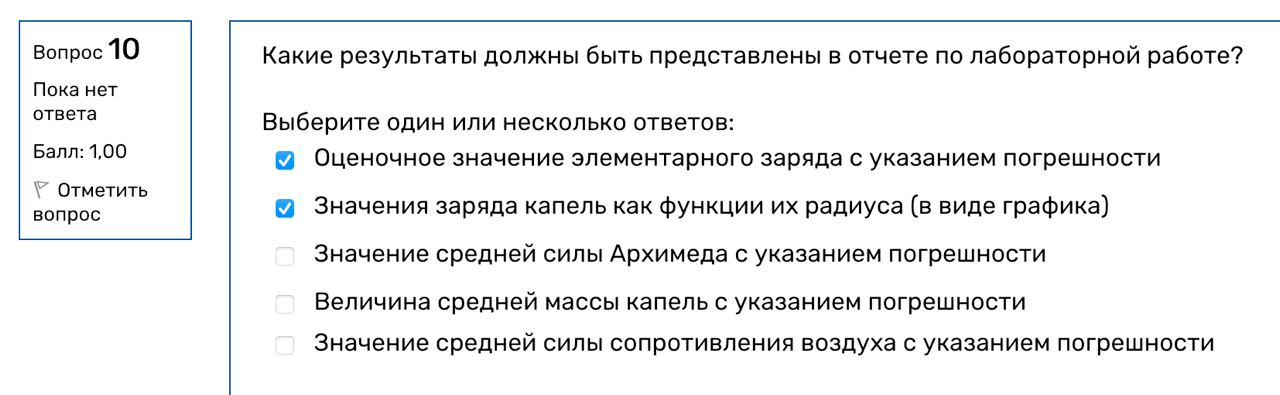 Вопрос 10
Пока нет
ответа
Балл: 1,00
Отметить
вопрос
Какие результаты должны быть представлены в отчете по лабораторной работе?
Выберите один или несколько ответов:
Оценочное значение элементарного заряда с указанием погрешности
Значения заряда капель как функции их радиуса (в виде графика)
Значение средней силы Архимеда с указанием погрешности
Величина средней массы капель с указанием погрешности
Значение средней силы сопротивления воздуха с указанием погрешности